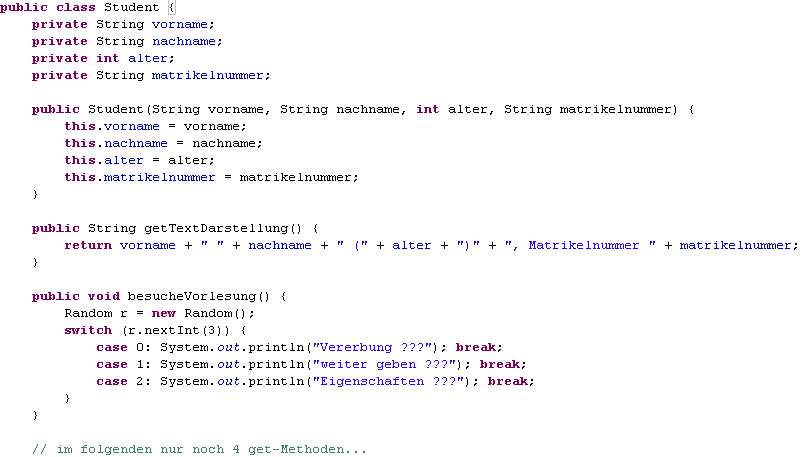 public class Student {
    private String vorname;
    private String nachname;
    private int alter;
    private String matrikelnummer;

    public Student(String vorname, String nachname, int alter, String matrikelnummer) {
        this.vorname = vorname;
        this.nachname = nachname;
        this.alter = alter;
        this.matrikelnummer = matrikelnummer;
    }

    public String getTextDarstellung() {
        return vorname + " " + nachname + " (" + alter + ")" + ", Matrikelnummer " + matrikelnummer;
    }

    public void besucheVorlesung() {
        Random r = new Random();
        switch (r.nextInt(3)) {
            case 0: System.out.println("Vererbung ???"); break;
            case 1: System.out.println("weiter geben ???"); break;
            case 2: System.out.println("Eigenschaften ???"); break;
        }
    }

    // im folgenden nur noch 4 get-Methoden...